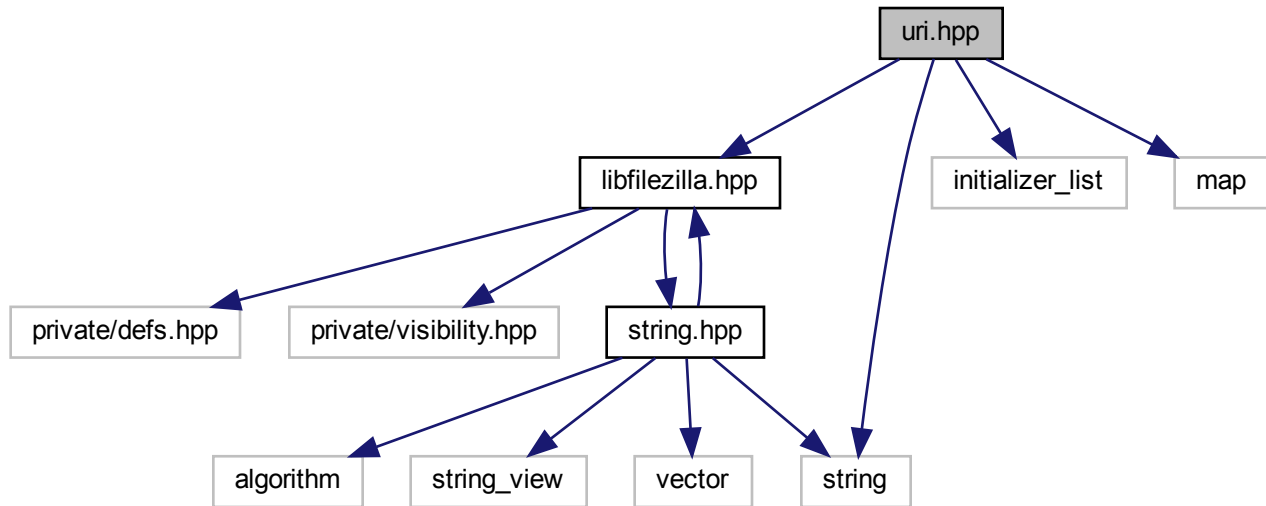 uri.hpp
libfilezilla.hpp
initializer_list
map
private/defs.hpp
private/visibility.hpp
string.hpp
algorithm
string_view
vector
string